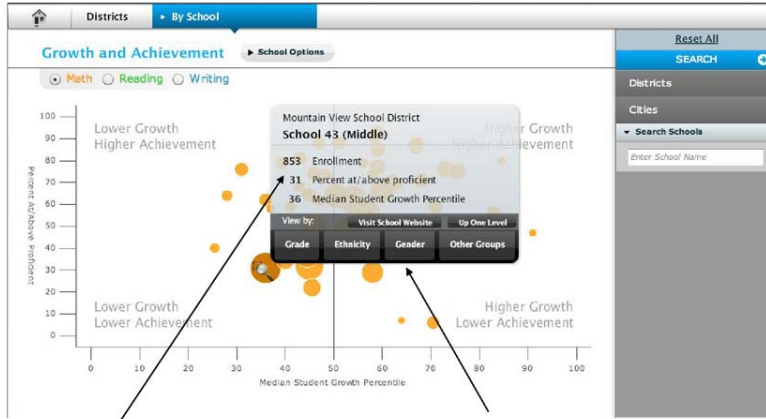 Districts
▸ By School
Growth and Achievement
▸ School Options
Math
Reading
Writing
Reset All
SEARCH
Districts
Cities
Search Schools
Enter School Name
Lower Growth
Higher Achievement
Higher Growth
Mountain View School District
School 43 (Middle)
853 Enrollment
31 Percent at/above proficient
36 Median Student Growth Percentile
View by:
Visit School Website
Up One Level
Grade
Ethnicity
Gender
Other Groups
Percent At/Above Proficient
100
90
80
70
60
50
40
30
20
10
0
Lower Growth
Lower Achievement
Higher Growth
Lower Achievement
0
10
20
30
40
50
60
70
80
90
100
Median Student Growth Percentile